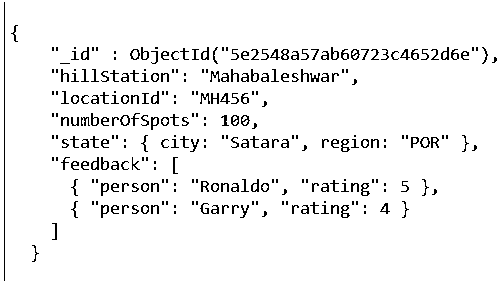 {
"_id" : ObjectId("5e2548a57ab60723c4652d6e"),
"hillStation": "Mahabaleshwar",
"locationId": "MH456",
"numberOfSpots": 100,
"state": { city: "Satara", region: "POR" },
"feedback": [
{ "person": "Ronaldo", "rating": 5 },
{ "person": "Garry", "rating": 4 }
]
}